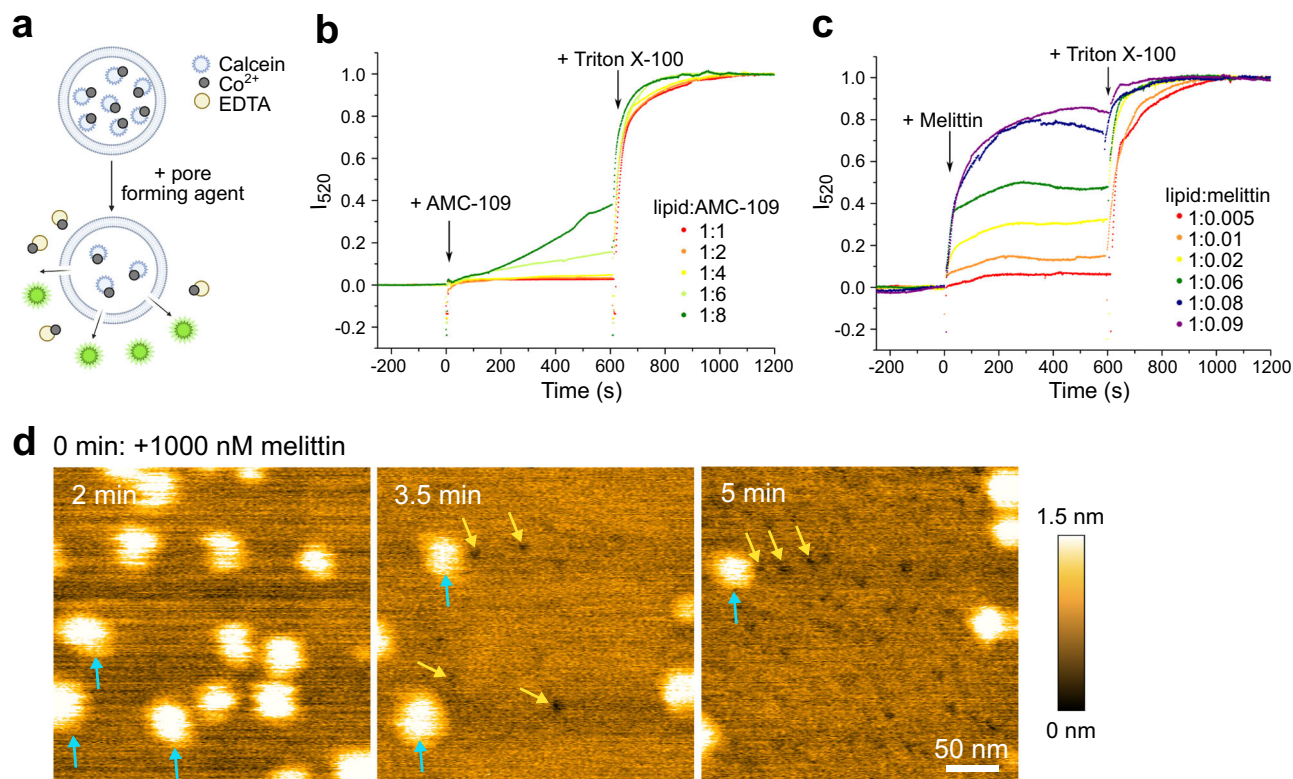 a
Calcein
Co²⁺
EDTA
+ pore
forming agent
b
+ Triton X-100
+ AMC-109
1.0
0.8
0.6
0.4
0.2
0.0
-0.2
I₅₂₀
lipid:AMC-109
1:1
1:2
1:4
1:6
1:8
-200 0 200 400 600 800 1000 1200
Time (s)
c
+ Triton X-100
+ Melittin
1.0
0.8
0.6
0.4
0.2
0.0
-0.2
I₅₂₀
lipid:melittin
1:0.005
1:0.01
1:0.02
1:0.06
1:0.08
1:0.09
-200 0 200 400 600 800 1000 1200
Time (s)
d 0 min: +1000 nM melittin
2 min
3.5 min
5 min
50 nm
1.5 nm
0 nm